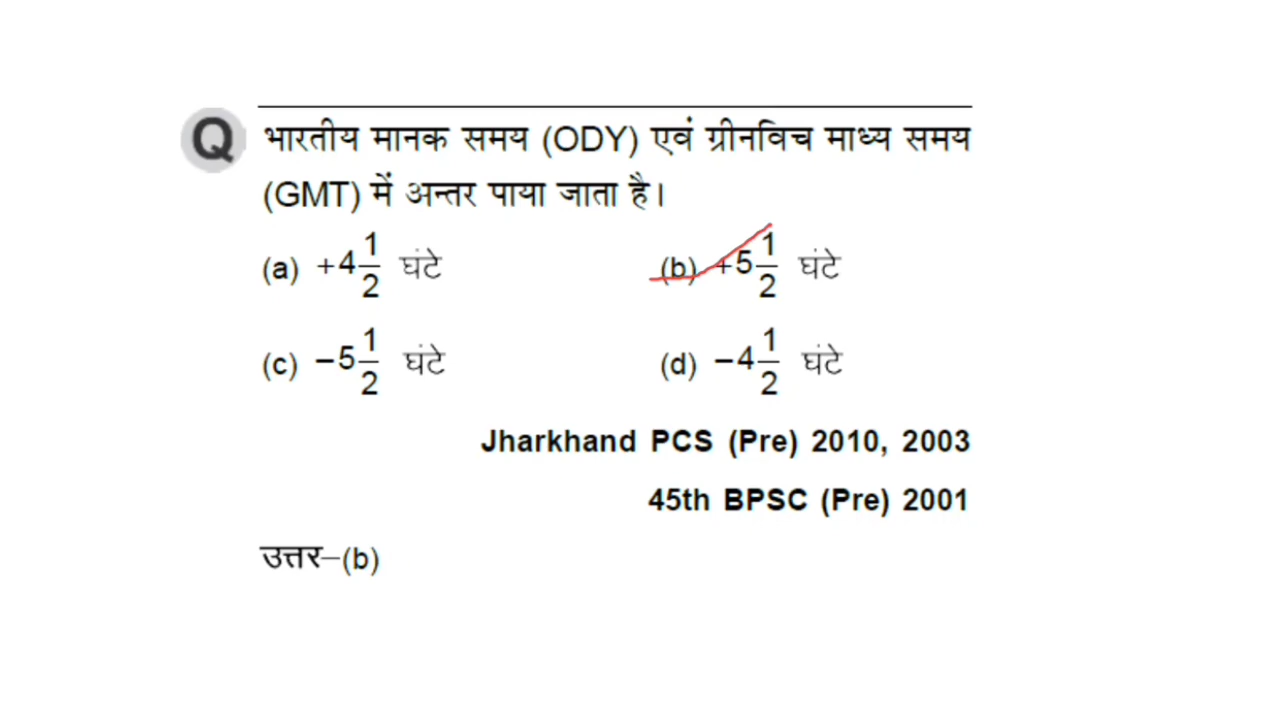 Q भारतीय मानक समय (ODY) एवं ग्रीनविच माध्य समय
(GMT) में अन्तर पाया जाता है।
(a) +4 1/2 घंटे (b) +5 1/2 घंटे
(c) −5 1/2 घंटे (d) −4 1/2 घंटे
Jharkhand PCS (Pre) 2010, 2003
45th BPSC (Pre) 2001
उत्तर–(b)